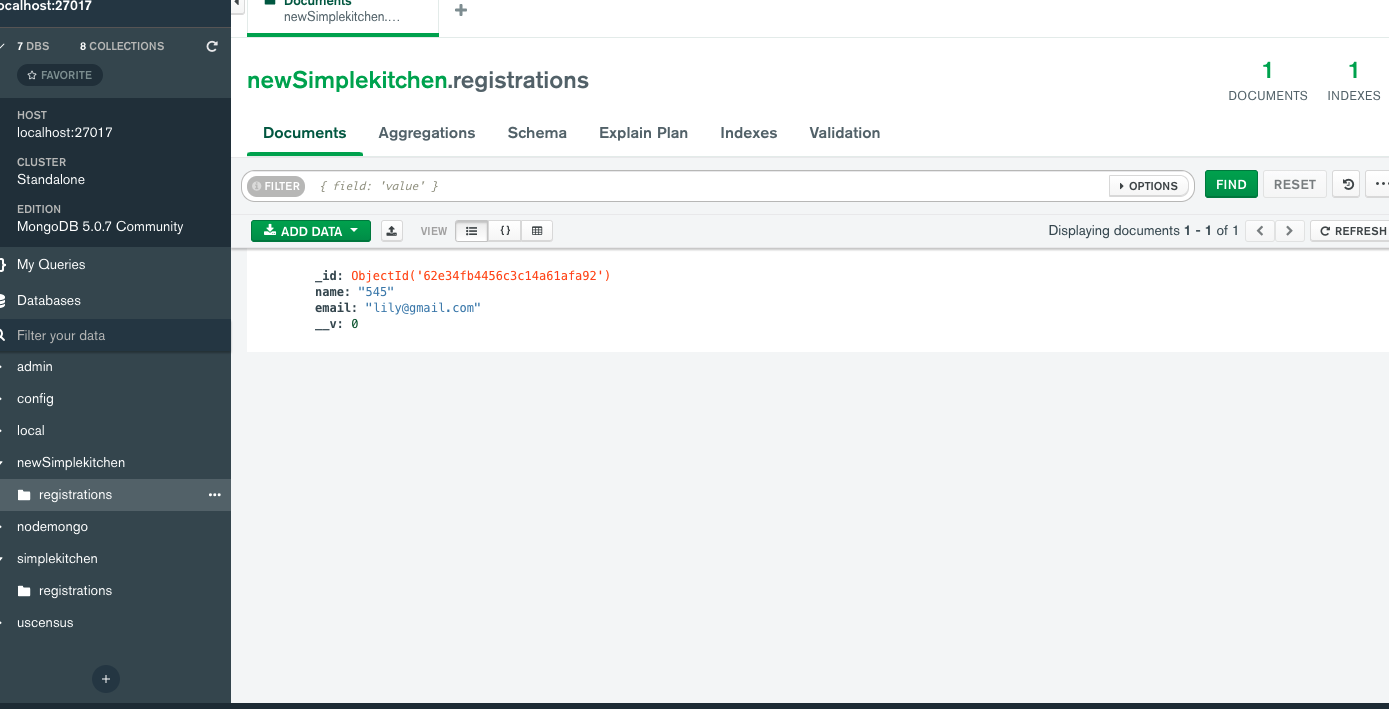 localhost:27017
7 DBS 8 COLLECTIONS
FAVORITE
HOST
localhost:27017
CLUSTER
Standalone
EDITION
MongoDB 5.0.7 Community
My Queries
Databases
Filter your data
admin
config
local
newSimplekitchen
registrations
nodemongo
simplekitchen
registrations
uscensus
Documents
newSimplekitchen....
newSimplekitchen.registrations
1 DOCUMENTS
1 INDEXES
Documents Aggregations Schema Explain Plan Indexes Validation
FILTER { field: 'value' } OPTIONS FIND RESET
ADD DATA VIEW {} Displaying documents 1 - 1 of 1 REFRESH
_id: ObjectId('62e34fb4456c3c14a61afa92')
name: "545"
email: "lily@gmail.com"
__v: 0